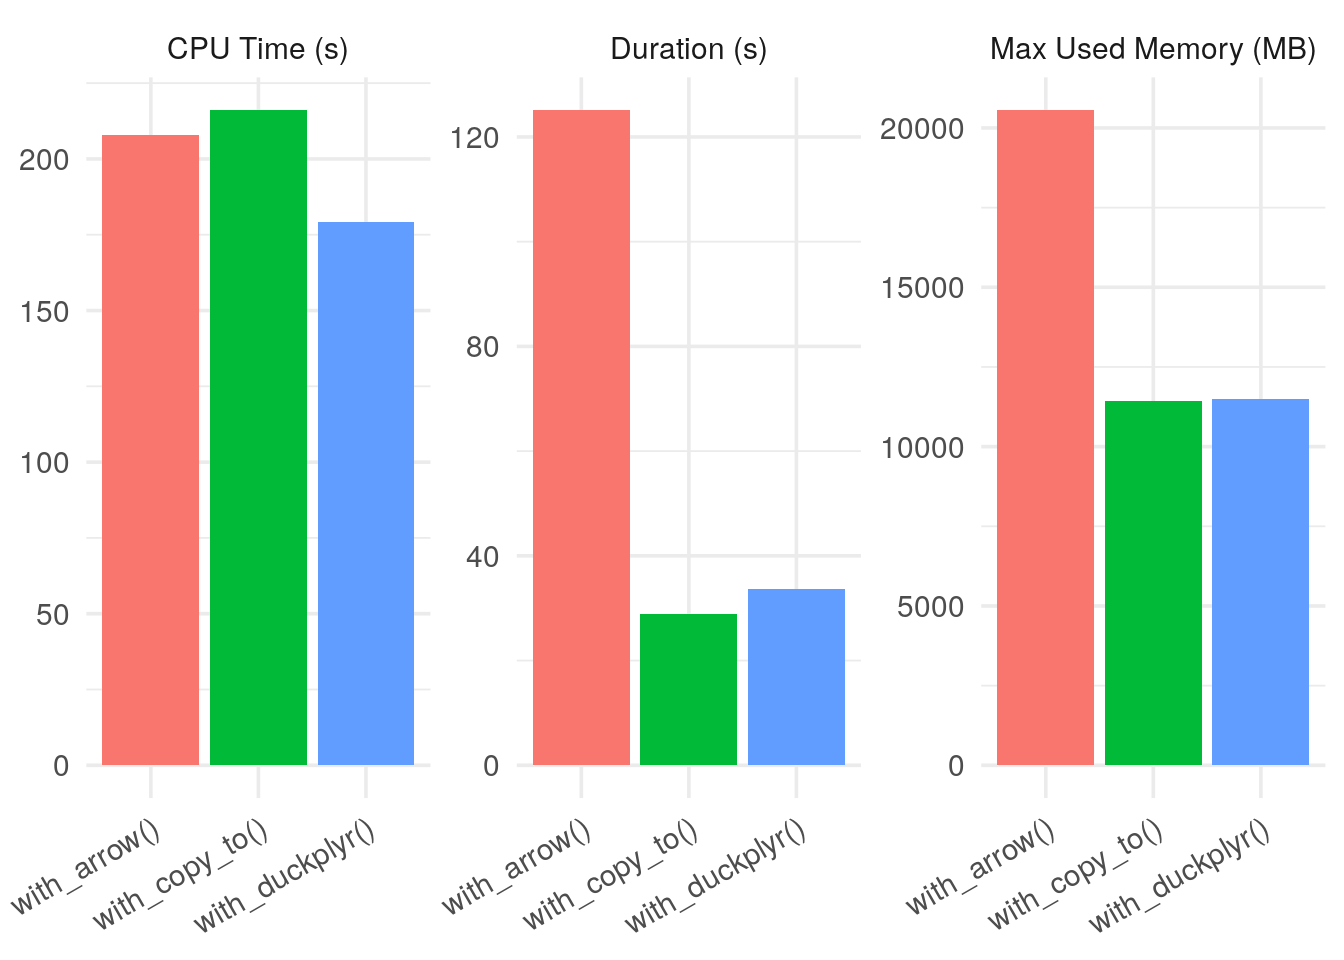 CPU Time (s)
200
150
100
50
0
with_arrow()
with_copy_to()
with_duckplyr()
Duration (s)
120
80
40
0
with_arrow()
with_copy_to()
with_duckplyr()
Max Used Memory (MB)
20000
15000
10000
5000
0
with_arrow()
with_copy_to()
with_duckplyr()